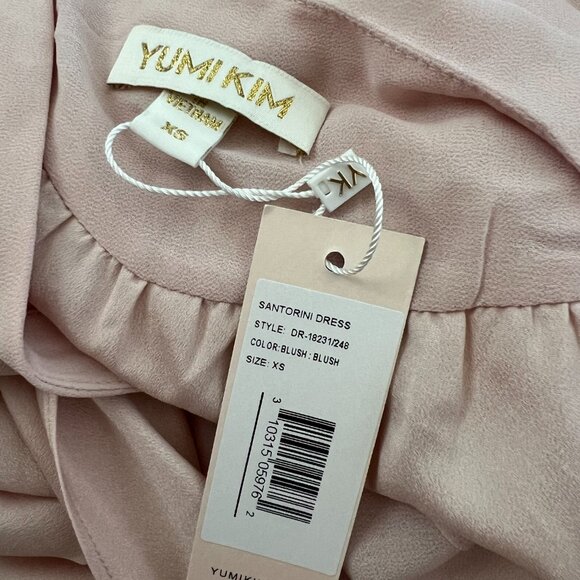 YUMI KIM
VIETNAM
XS
YK
SANTORINI DRESS
STYLE: DR-18231/248
COLOR:BLUSH : BLUSH
SIZE: XS
3 10315 05976 2
YUMI K